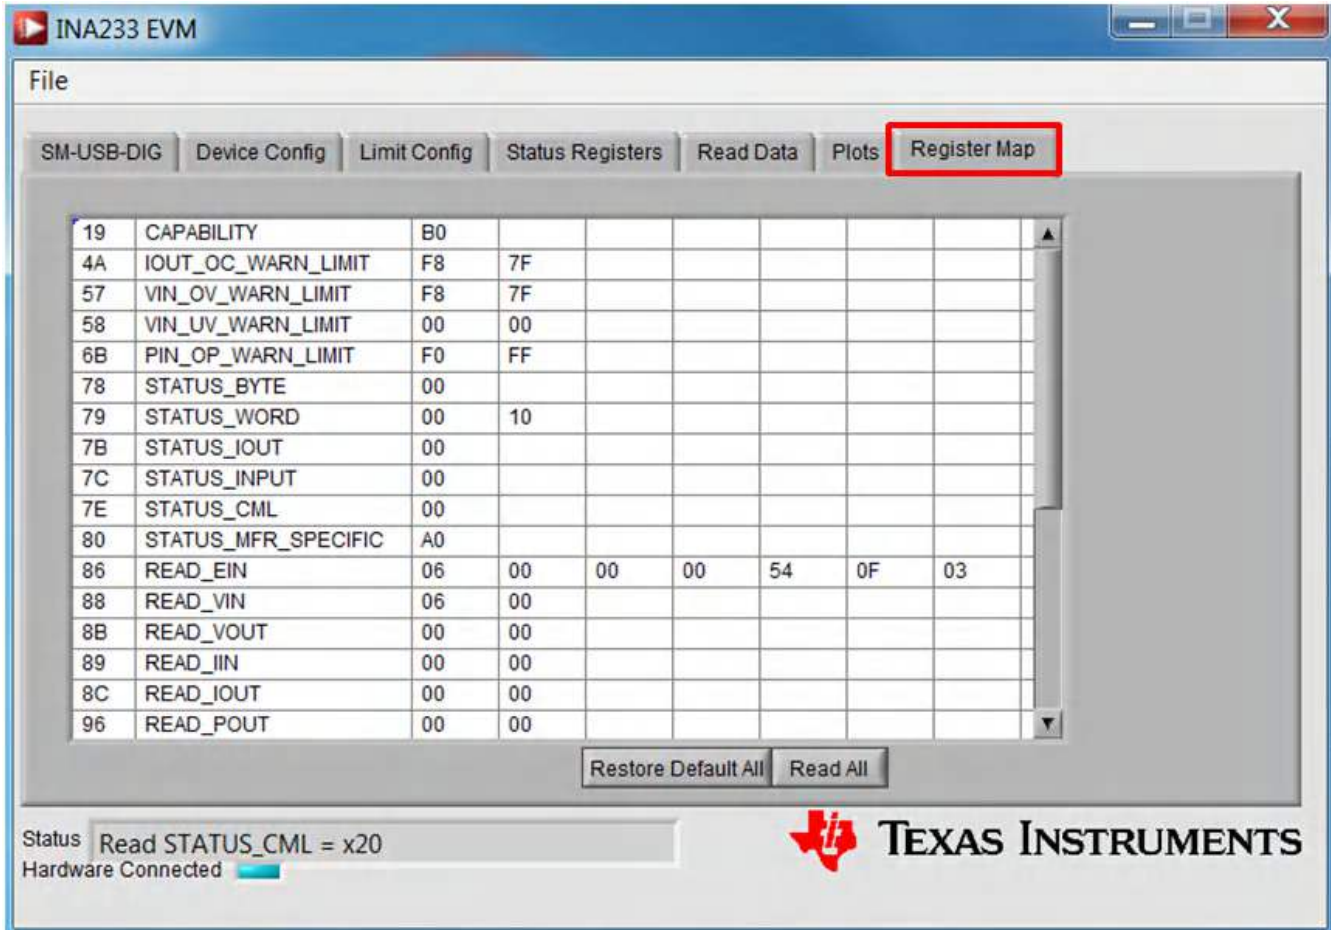 INA233 EVM
File
SM-USB-DIG Device Config Limit Config Status Registers Read Data Plots Register Map
19 CAPABILITY B0
4A IOUT_OC_WARN_LIMIT F8 7F
57 VIN_OV_WARN_LIMIT F8 7F
58 VIN_UV_WARN_LIMIT 00 00
6B PIN_OP_WARN_LIMIT F0 FF
78 STATUS_BYTE 00
79 STATUS_WORD 00 10
7B STATUS_IOUT 00
7C STATUS_INPUT 00
7E STATUS_CML 00
80 STATUS_MFR_SPECIFIC A0
86 READ_EIN 06 00 00 00 54 0F 03
88 READ_VIN 06 00
8B READ_VOUT 00 00
89 READ_IIN 00 00
8C READ_IOUT 00 00
96 READ_POUT 00 00
Restore Default All Read All
Status Read STATUS_CML = x20
Hardware Connected
TEXAS INSTRUMENTS